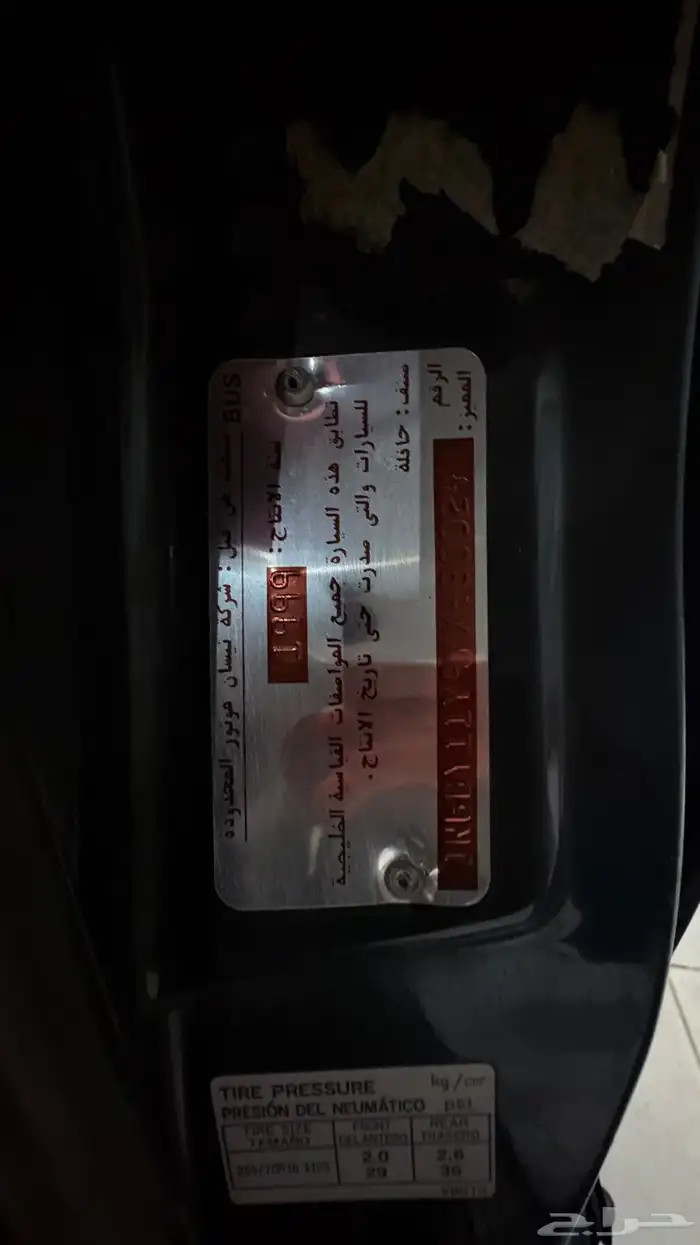 BUS
صنعت من قبل : شركة نيسان موتور المحدوده
سنة الانتاج : 1999
تطابق هذه السيارة جميع المواصفات القياسية الخليجية
للسيارات والتي صدرت حتى تاريخ الانتاج .
صنف : حافلة
الرقم
المميز :
TIRE PRESSURE kg/cm²
PRESIÓN DEL NEUMÁTICO psi
TIRE SIZE FRONT REAR
TAMAÑO DELANTERO TRASERO
2.0 2.6
29
حراج